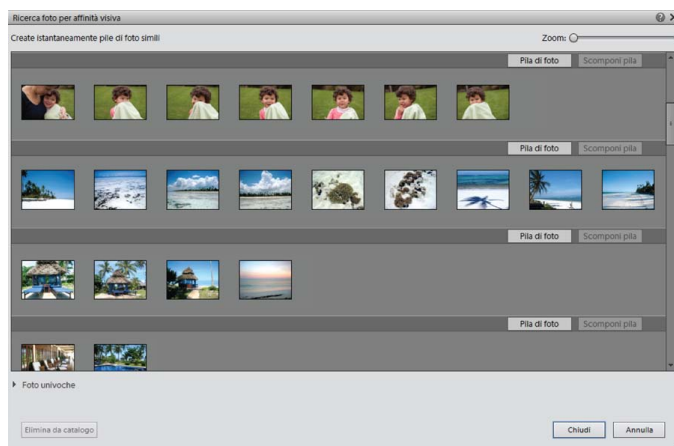 Ricerca foto per affinità visiva
Create istantaneamente pile di foto simili Zoom:
Pila di foto Scomponi pila
Pila di foto Scomponi pila
Pila di foto Scomponi pila
Pila di foto Scomponi pila
Foto univoche
Elimina da catalogo Chiudi Annulla